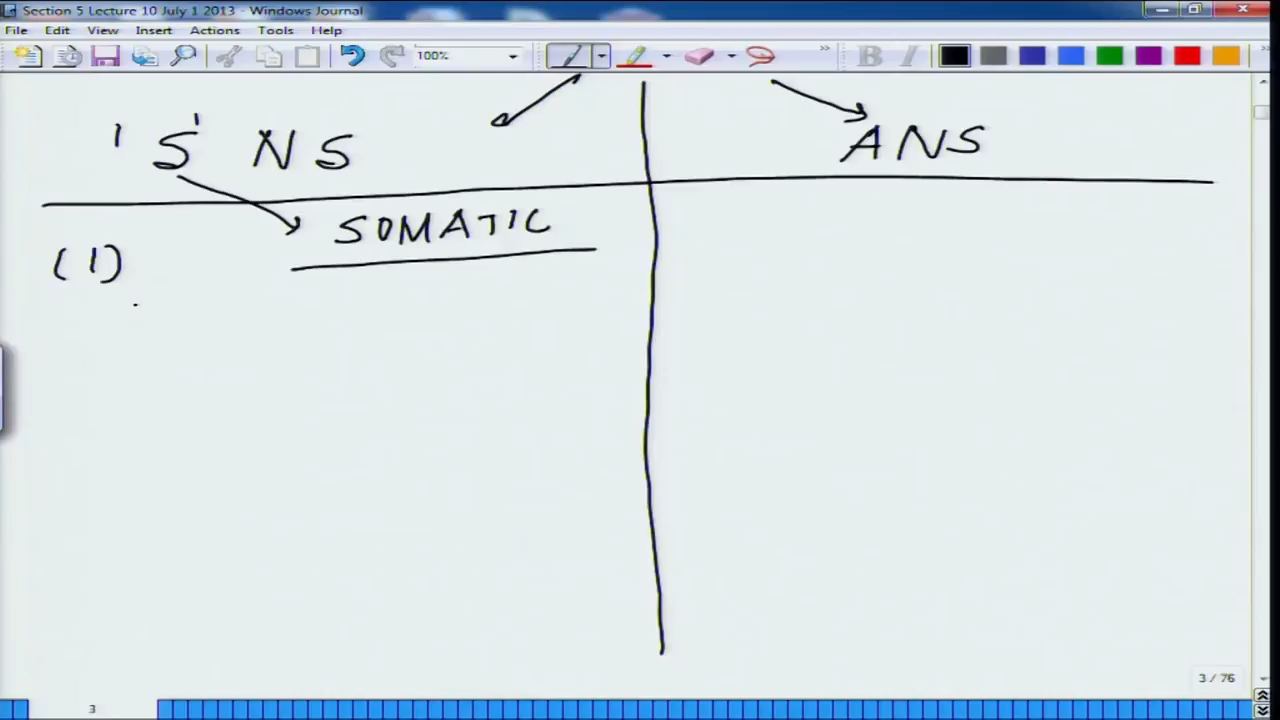 Section 5 Lecture 10 July 1 2013 - Windows Journal
File Edit View Insert Actions Tools Help
100% B I
'S' NS ANS
SOMATIC
(1)
3 / 76
3